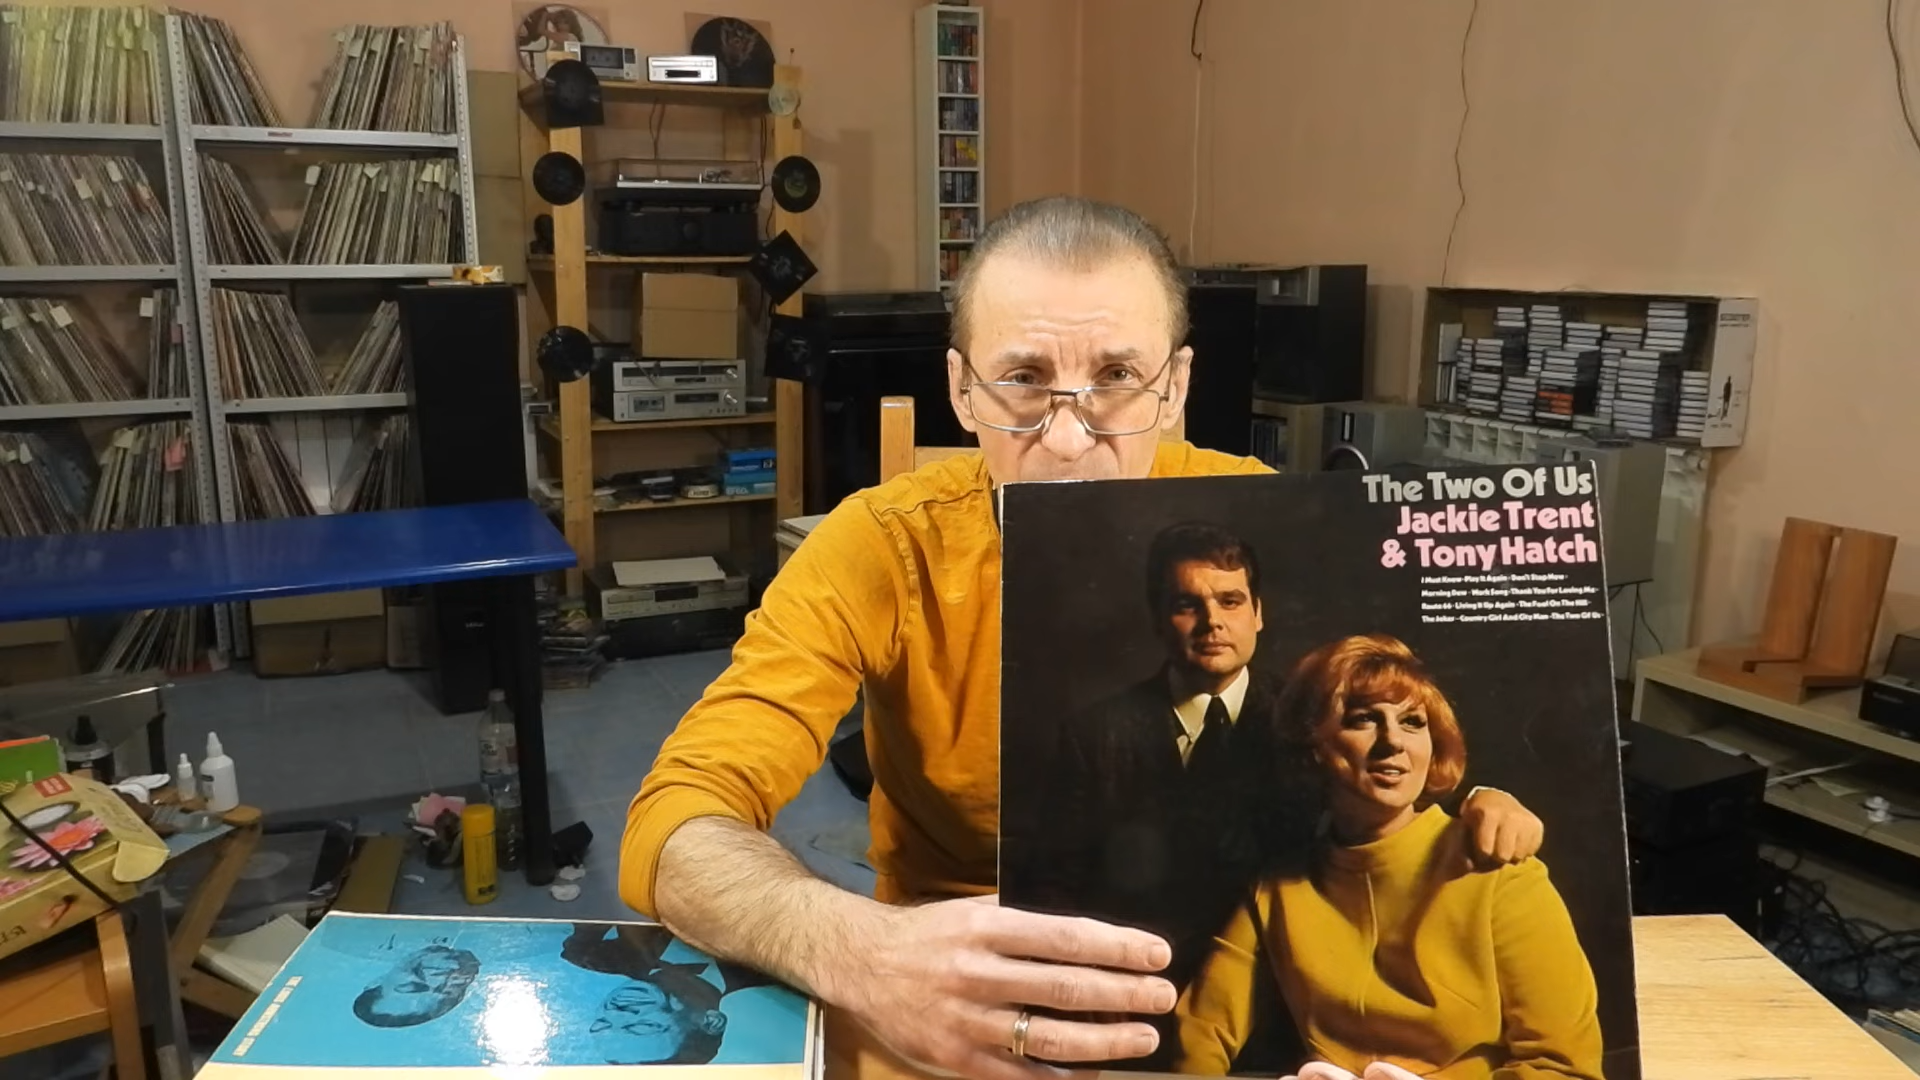 The Two Of Us
Jackie Trent
& Tony Hatch
I Must Know · Play It Again · Don't Stop Now ·
Morning Dew · Work Song · Thank You For Loving Me ·
Route 66 · Living It Up Again · The Fool On The Hill ·
The Joker · Country Girl And City Man · The Two Of Us ·